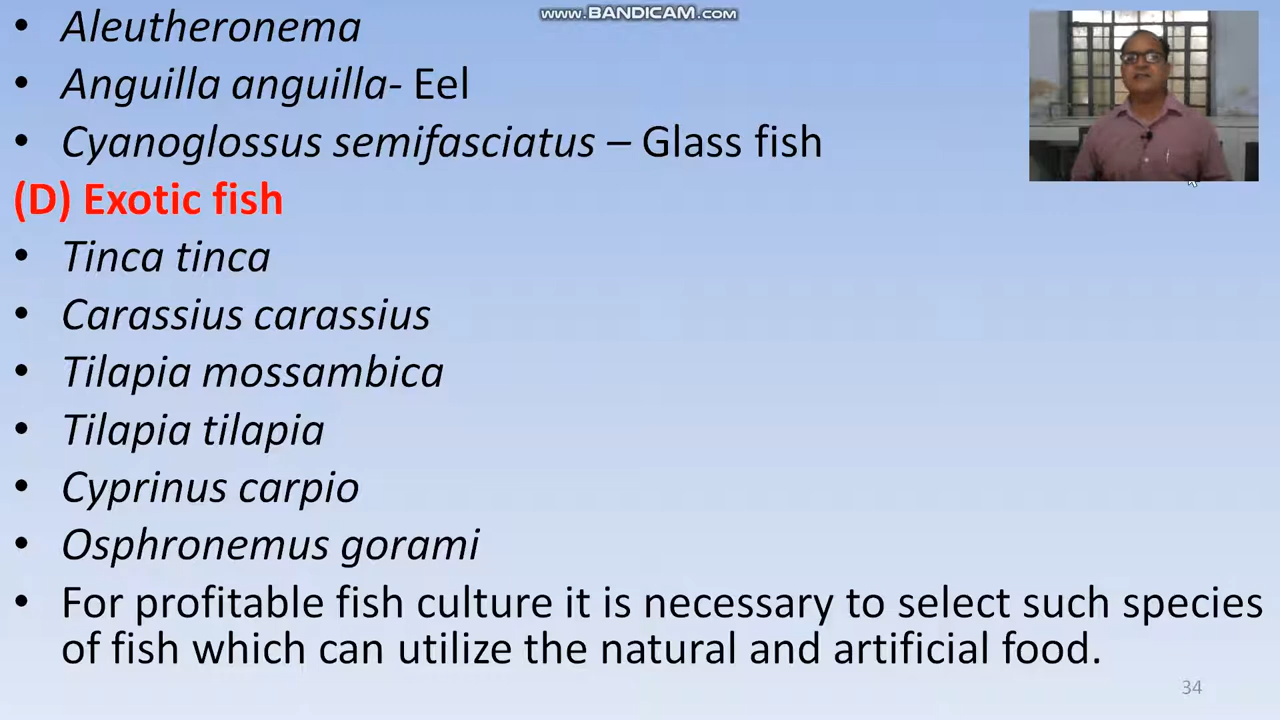 www.BANDICAM.com
• Aleutheronema
• Anguilla anguilla- Eel
• Cyanoglossus semifasciatus – Glass fish
(D) Exotic fish
• Tinca tinca
• Carassius carassius
• Tilapia mossambica
• Tilapia tilapia
• Cyprinus carpio
• Osphronemus gorami
• For profitable fish culture it is necessary to select such species
of fish which can utilize the natural and artificial food.
34